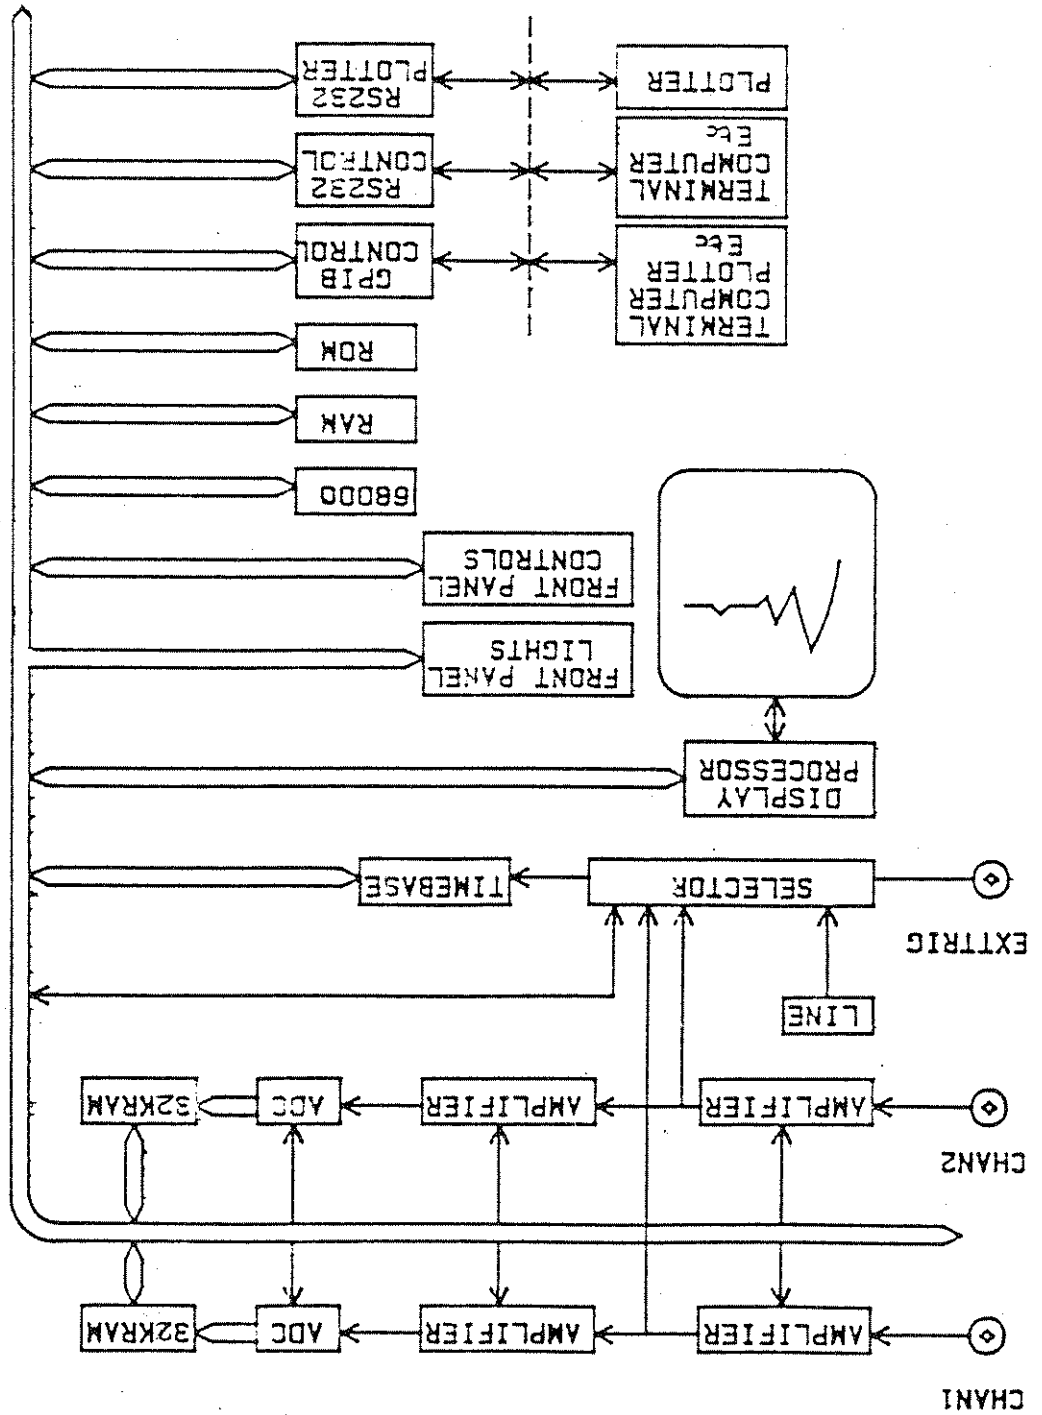 CHAN1
AMPLIFIER
AMPLIFIER
ADC
32KRAM
CHAN2
AMPLIFIER
AMPLIFIER
ADC
32KRAM
LINE
EXTTRIG
SELECTOR
TIMEBASE
DISPLAY
PROCESSOR
FRONT PANEL
LIGHTS
FRONT PANEL
CONTROLS
68000
RAM
ROM
TERMINAL
COMPUTER
PLOTTER
Etc
GPIB
CONTROL
TERMINAL
COMPUTER
Etc
RS232
CONTROL
PLOTTER
RS232
PLOTTER